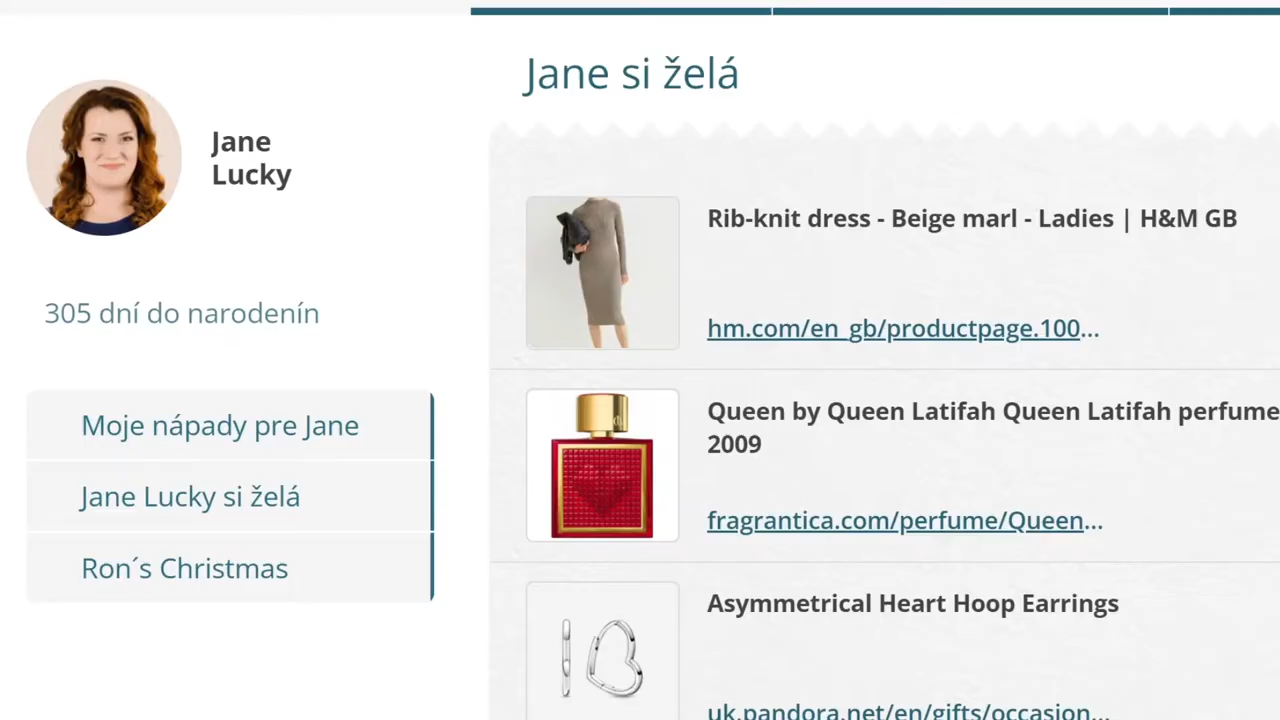 Jane si želá
Jane
Lucky
305 dní do narodenín
Moje nápady pre Jane
Jane Lucky si želá
Ron´s Christmas
Rib-knit dress - Beige marl - Ladies | H&M GB
hm.com/en_gb/productpage.100...
Queen by Queen Latifah Queen Latifah perfume
2009
fragrantica.com/perfume/Queen...
Asymmetrical Heart Hoop Earrings
uk.pandora.net/en/gifts/occasion...